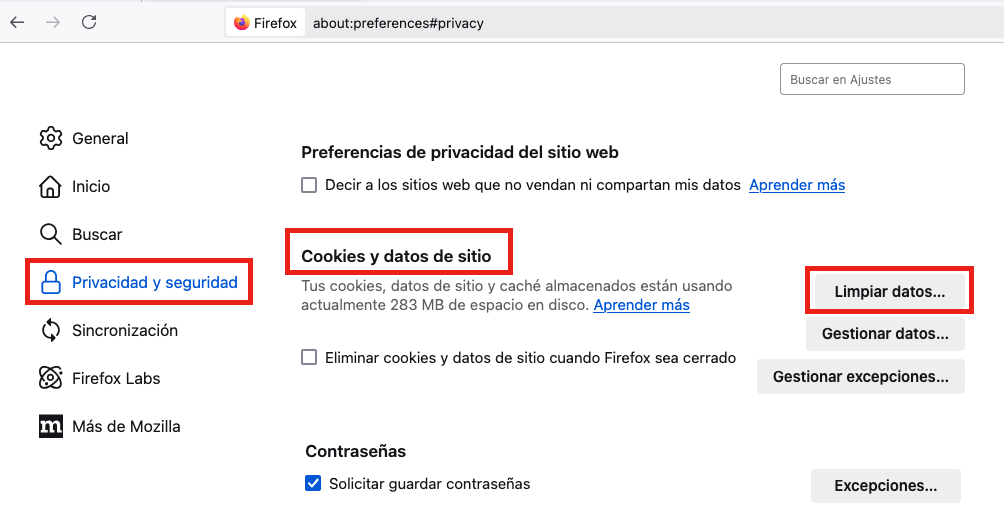 Firefox about:preferences#privacy
Buscar en Ajustes
General
Inicio
Buscar
Privacidad y seguridad
Sincronización
Firefox Labs
Más de Mozilla
Preferencias de privacidad del sitio web
Decir a los sitios web que no vendan ni compartan mis datos Aprender más
Cookies y datos de sitio
Tus cookies, datos de sitio y caché almacenados están usando
actualmente 283 MB de espacio en disco. Aprender más
Limpiar datos...
Gestionar datos...
Eliminar cookies y datos de sitio cuando Firefox sea cerrado
Gestionar excepciones...
Contraseñas
Solicitar guardar contraseñas
Excepciones...